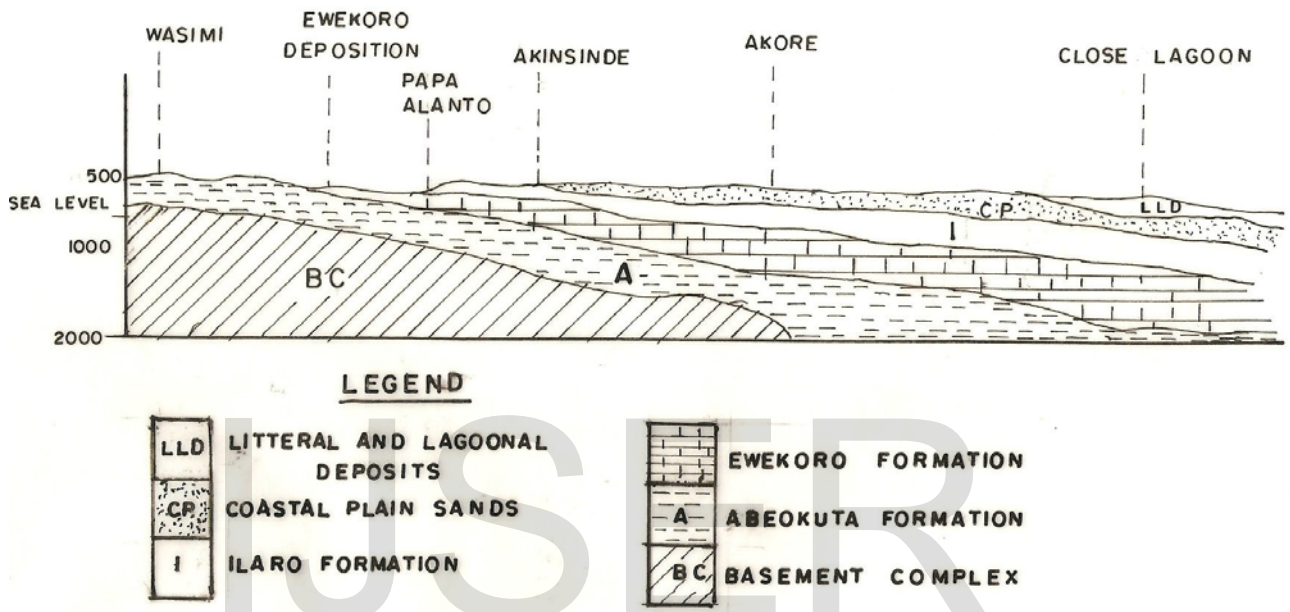 WASIMI
EWEKORO
DEPOSITION
PAPA
ALANTO
AKINSINDE
AKORE
CLOSE LAGOON
500
SEA LEVEL
1000
2000
BC
A
I
CP
LLD
LEGEND
LLD LITTERAL AND LAGOONAL
DEPOSITS
CP COASTAL PLAIN SANDS
I ILARO FORMATION
EWEKORO FORMATION
A ABEOKUTA FORMATION
BC BASEMENT COMPLEX
IJSER